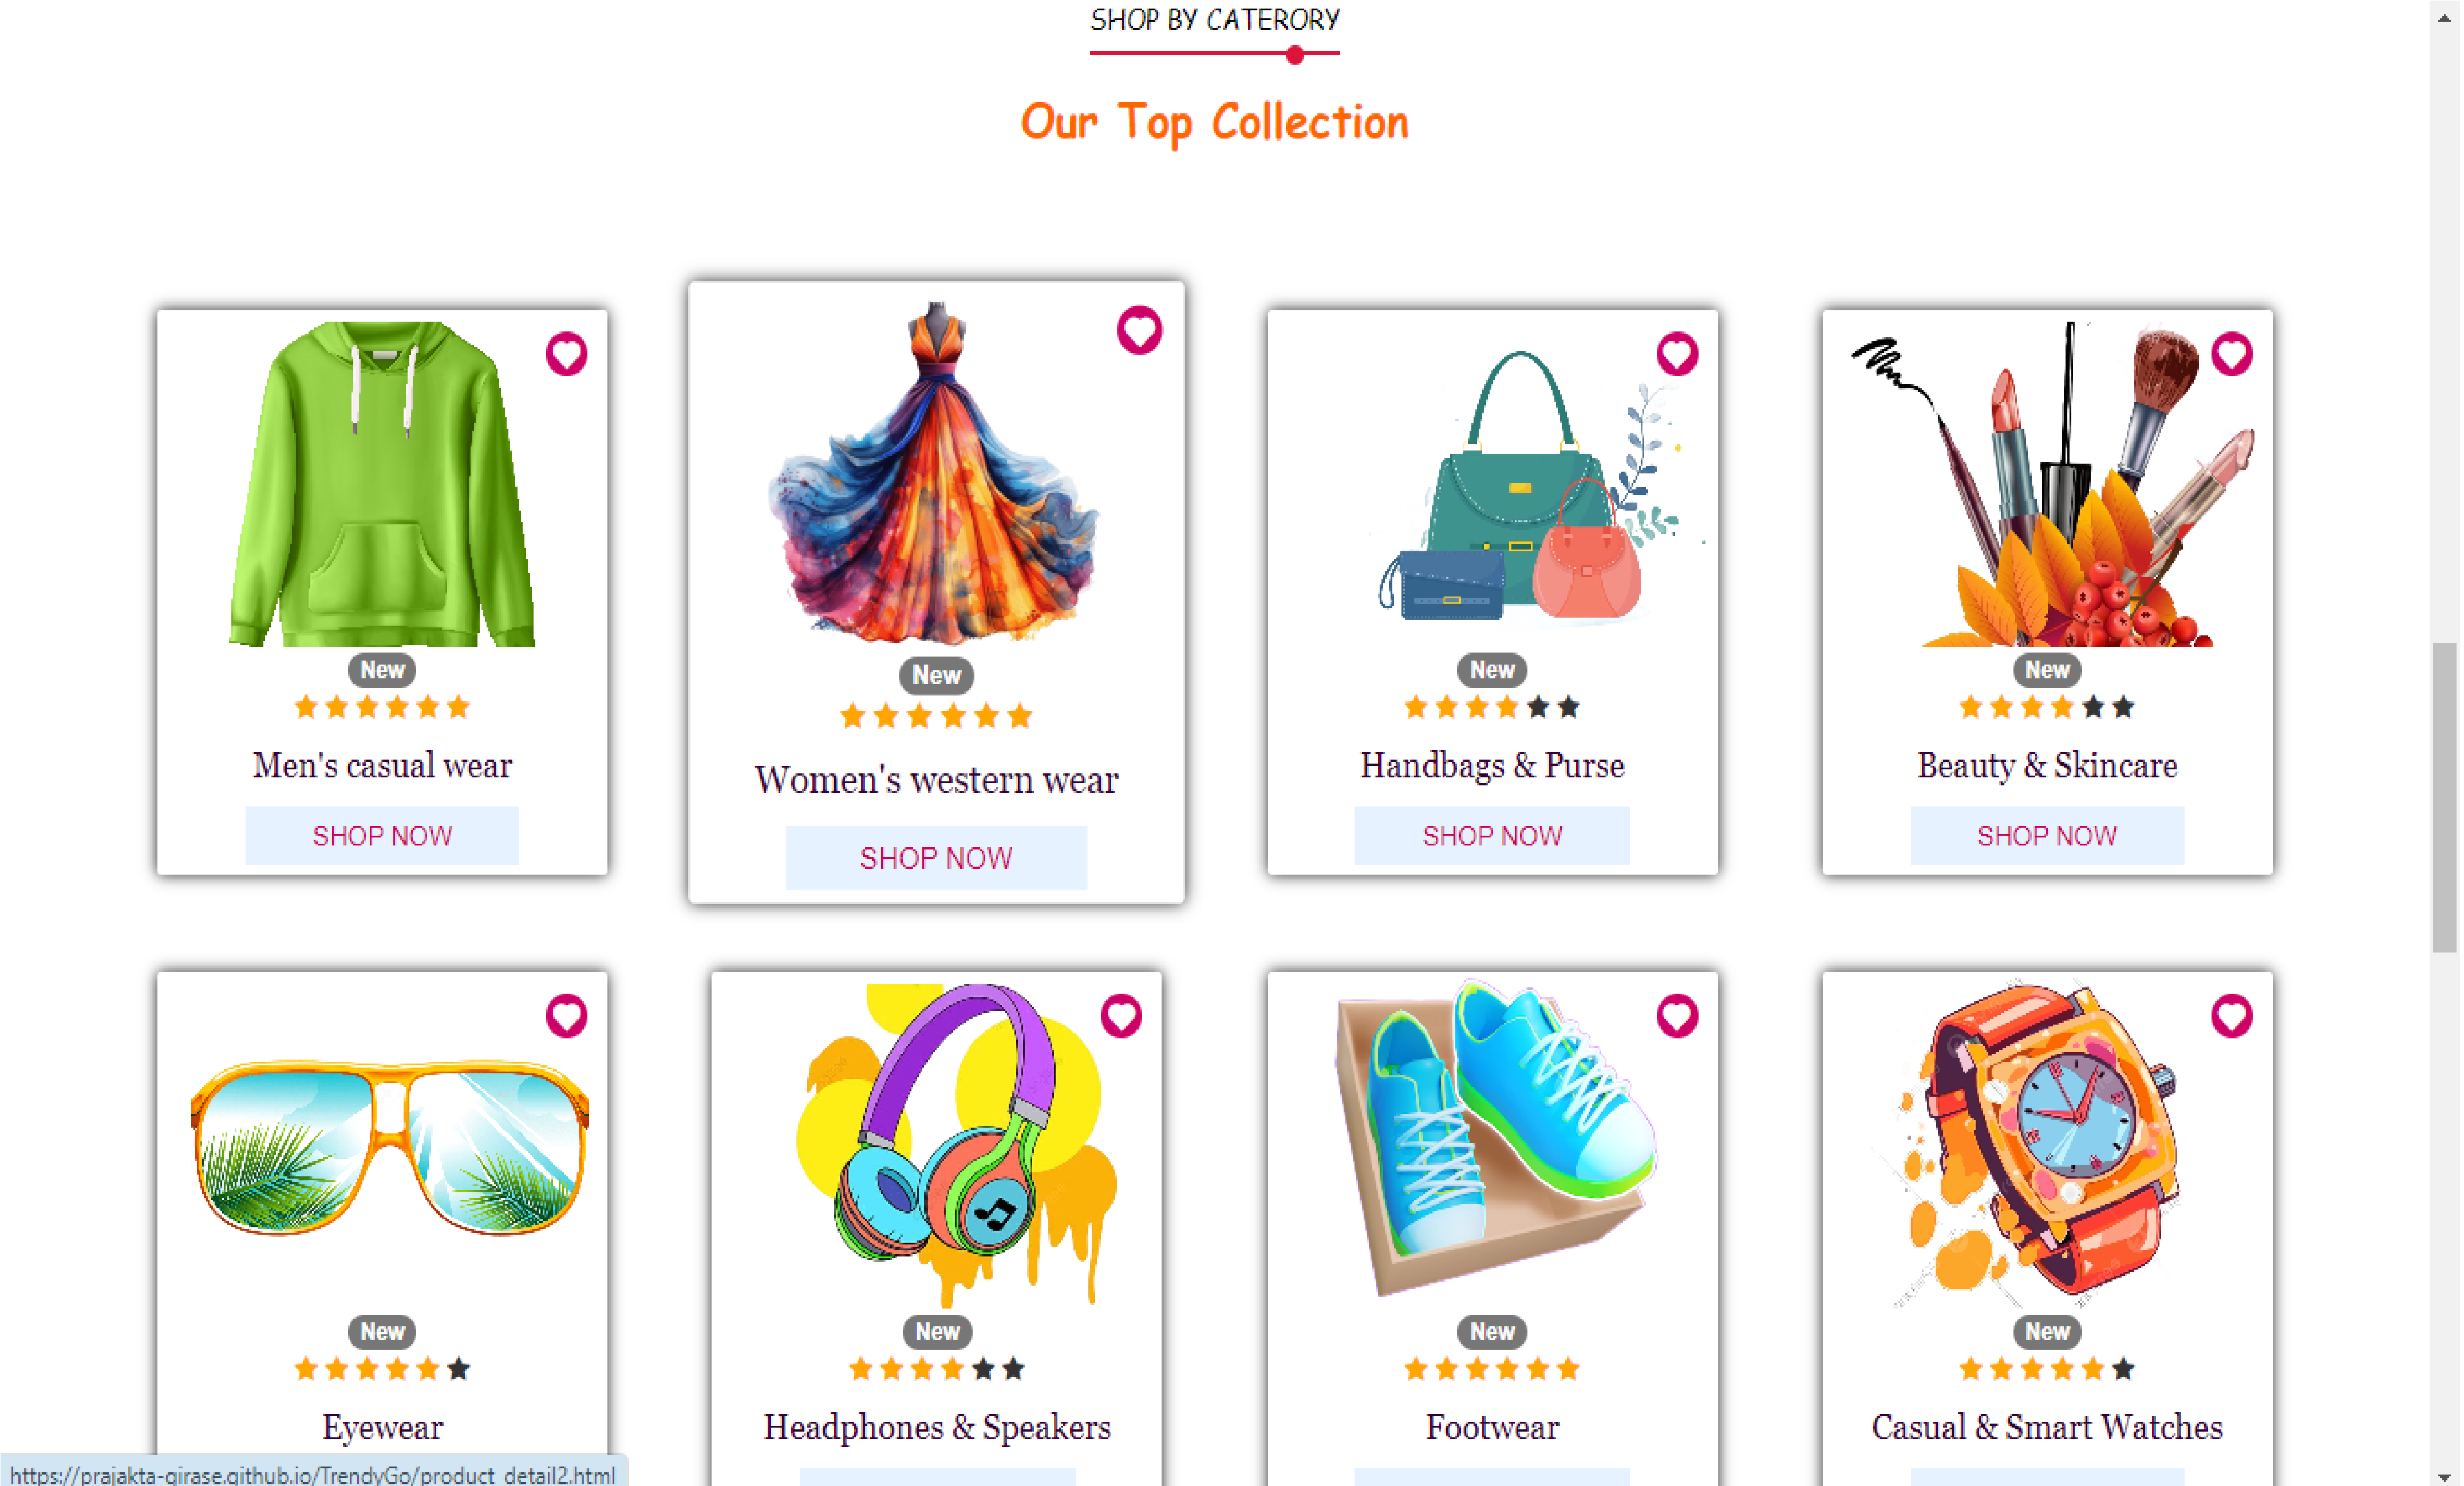 SHOP BY CATERORY
Our Top Collection
New
Men's casual wear
SHOP NOW
New
Women's western wear
SHOP NOW
New
Handbags & Purse
SHOP NOW
New
Beauty & Skincare
SHOP NOW
New
Eyewear
New
Headphones & Speakers
New
Footwear
New
Casual & Smart Watches
https://prajakta-girase.github.io/TrendyGo/product_detail2.html